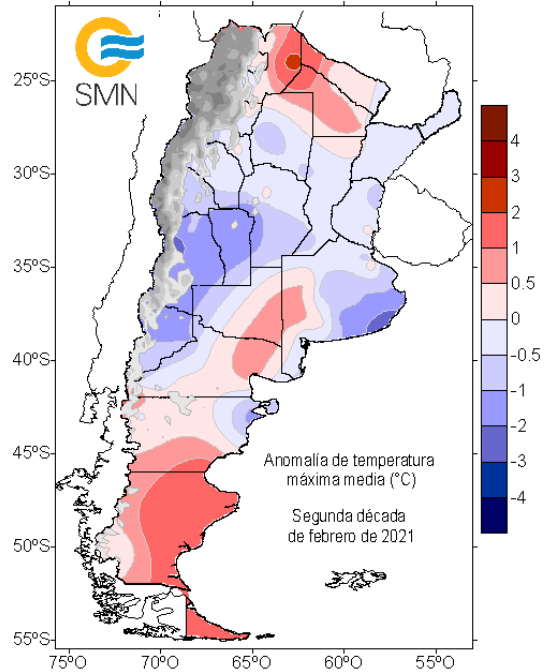 SMN
25ºS
30ºS
35ºS
40ºS
45ºS
50ºS
55ºS
75ºO
70ºO
65ºO
60ºO
55ºO
4
3
2
1
0.5
0
-0.5
-1
-2
-3
-4
Anomalía de temperatura
máxima media (°C)
Segunda década
de febrero de 2021